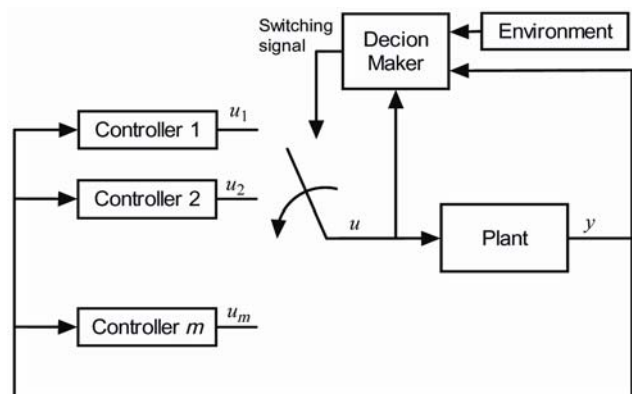 Switching
signal
Decion
Maker
Environment
Controller 1
u1
Controller 2
u2
u
Plant
y
Controller m
um